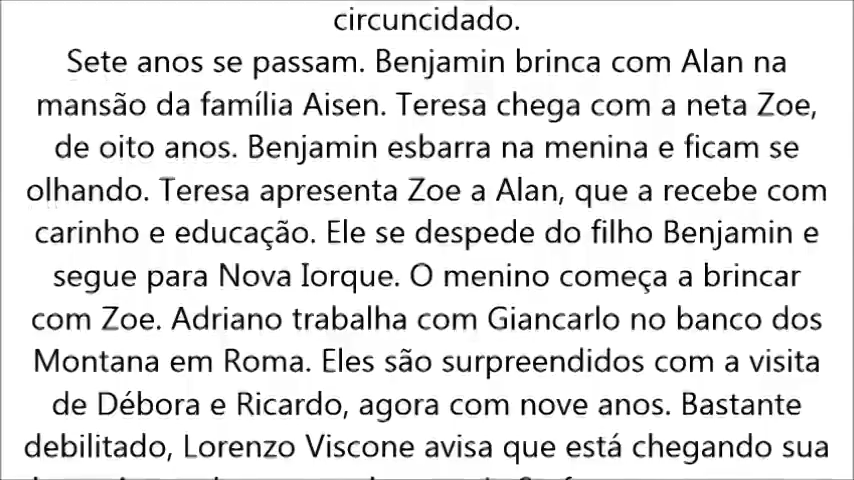 circuncidado.
Sete anos se passam. Benjamin brinca com Alan na
mansão da família Aisen. Teresa chega com a neta Zoe,
de oito anos. Benjamin esbarra na menina e ficam se
olhando. Teresa apresenta Zoe a Alan, que a recebe com
carinho e educação. Ele se despede do filho Benjamin e
segue para Nova Iorque. O menino começa a brincar
com Zoe. Adriano trabalha com Giancarlo no banco dos
Montana em Roma. Eles são surpreendidos com a visita
de Débora e Ricardo, agora com nove anos. Bastante
debilitado, Lorenzo Viscone avisa que está chegando sua